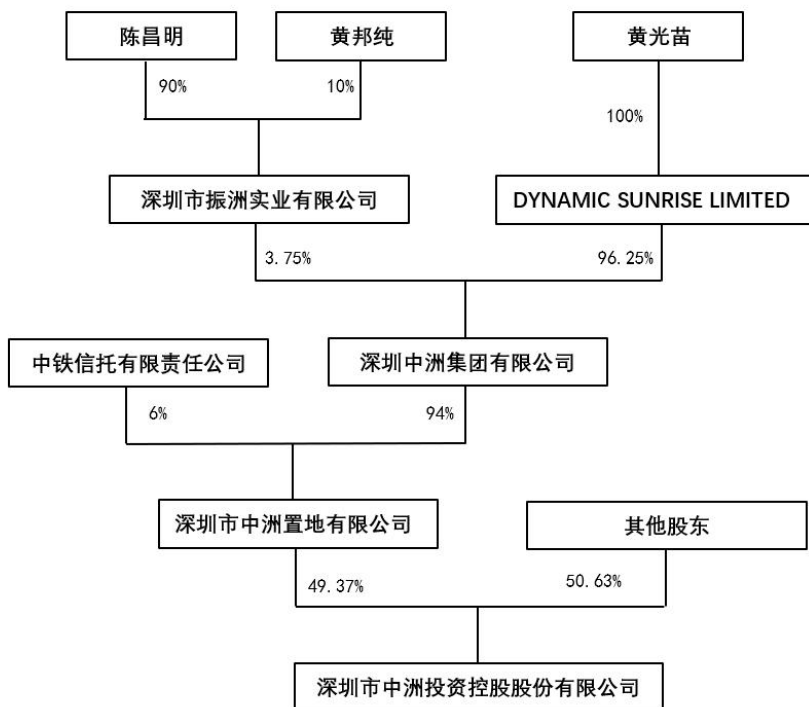 陈昌明
黄邦纯
黄光苗
90%
10%
100%
深圳市振洲实业有限公司
DYNAMIC SUNRISE LIMITED
3.75%
96.25%
中铁信托有限责任公司
深圳中洲集团有限公司
6%
94%
深圳市中洲置地有限公司
其他股东
49.37%
50.63%
深圳市中洲投资控股股份有限公司